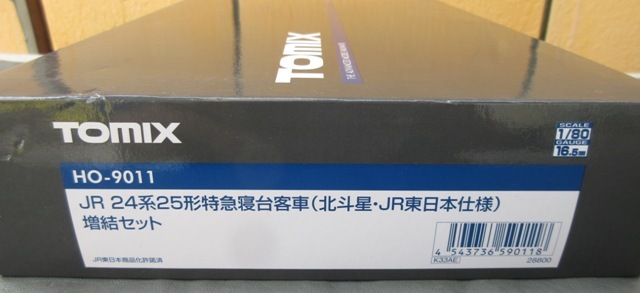 TOMIX
TOMIX
SCALE
1/80
GAUGE
16.5mm
HO-9011
JR 24系25形特急寝台客車(北斗星・JR東日本仕様)
増結セット
4 543736 590118
K33AE 28800
JR東日本商品化許諾済